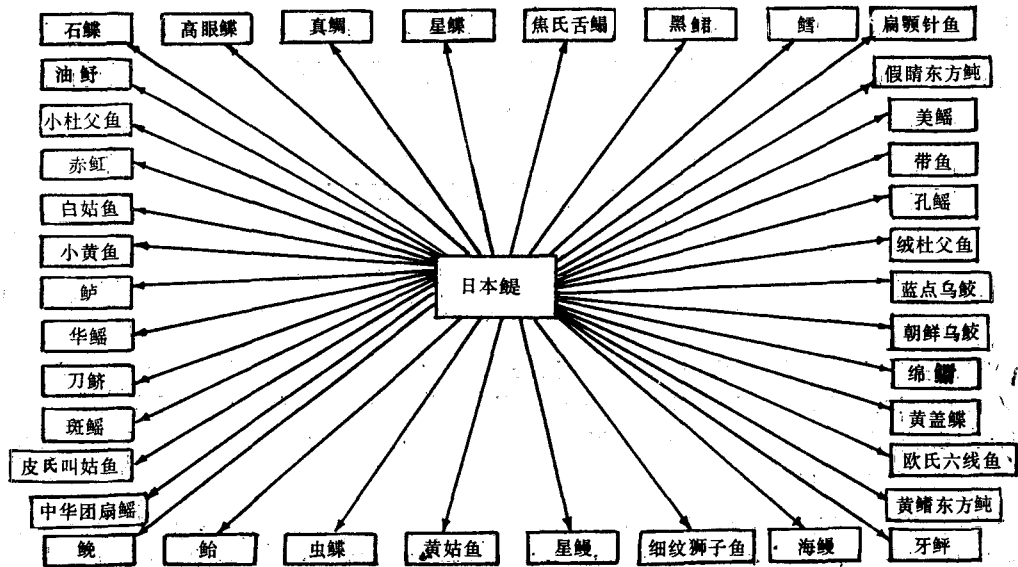 石鲽 高眼鲽 真鲷 星鲽 焦氏舌鳎 黑鲪 鳕 扁颚针鱼
油魣 假睛东方鲀
小杜父鱼 美鳐
赤魟 带鱼
白姑鱼 孔鳐
小黄鱼 绒杜父鱼
日本鳀
鲈 蓝点乌鲛
华鳐 朝鲜乌鲛
刀鲚 绵鳚
斑鳐 黄盖鲽
皮氏叫姑鱼 欧氏六线鱼
中华团扇鳐 黄鳍东方鲀
鮸 鲐 虫鲽 黄姑鱼 星鳗 细纹狮子鱼 海鳗 牙鲆